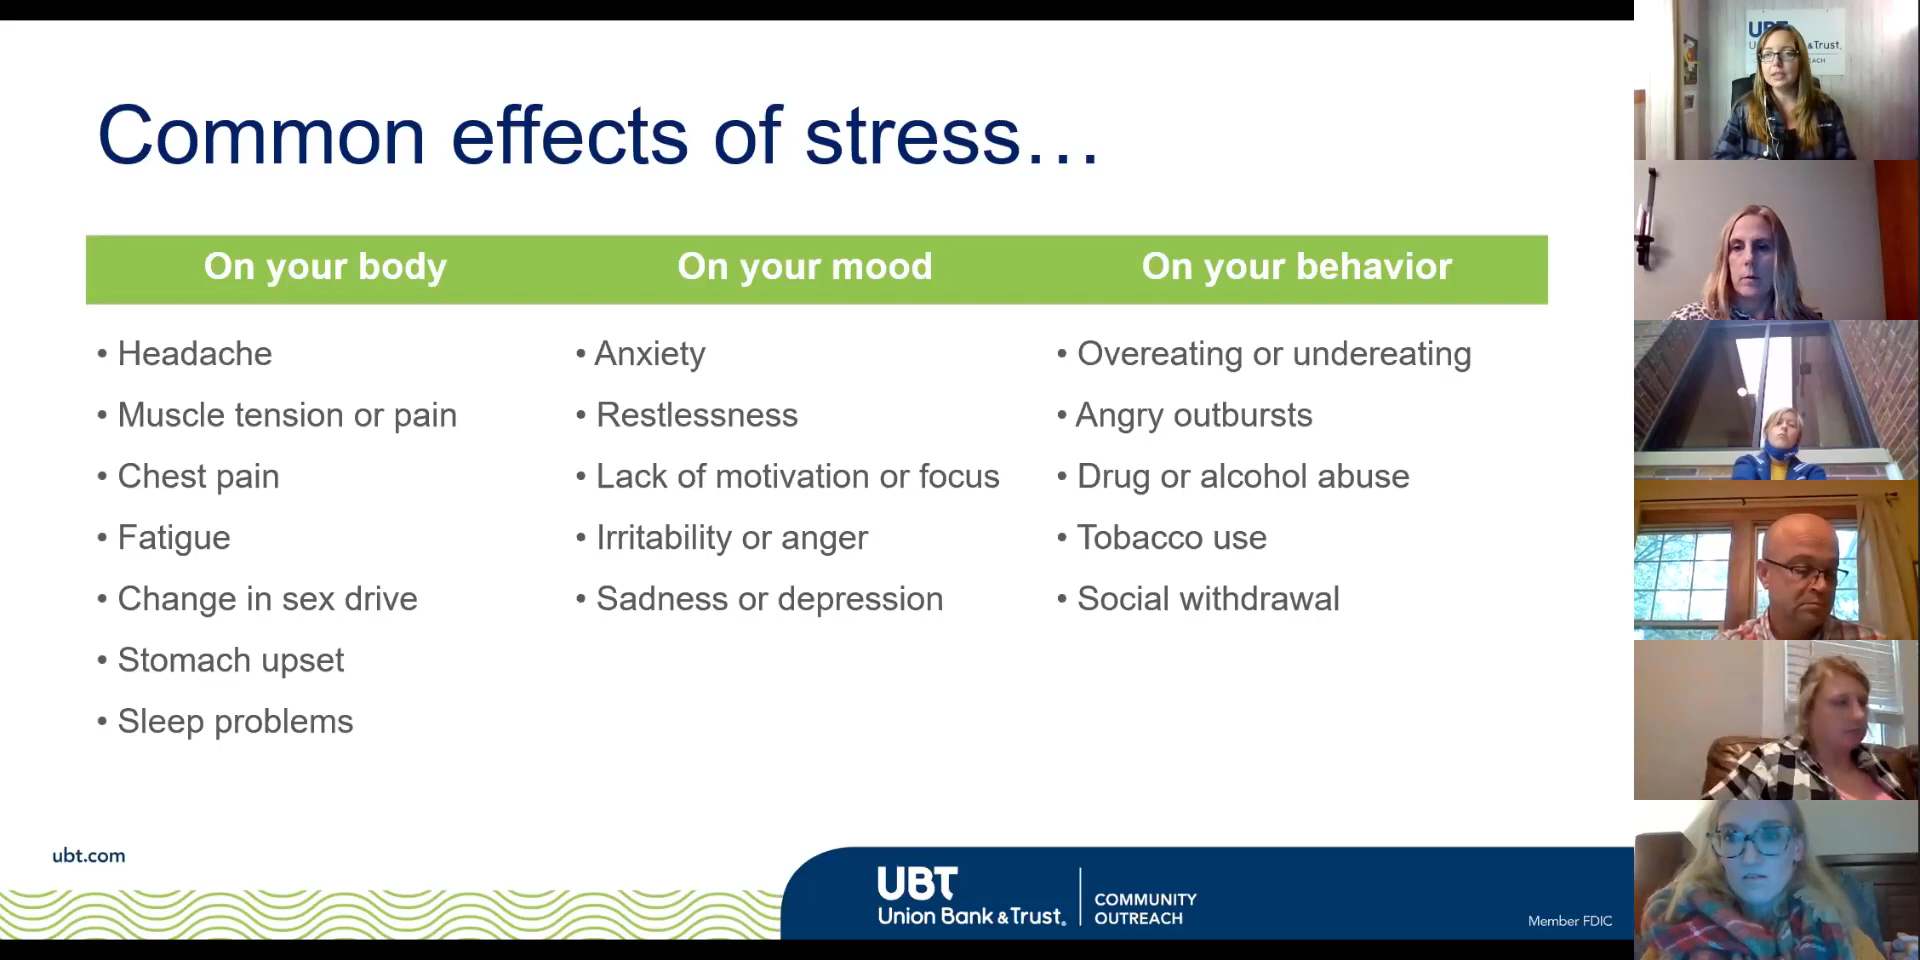 Common effects of stress...
On your body
On your mood
On your behavior
• Headache
• Muscle tension or pain
• Chest pain
• Fatigue
• Change in sex drive
• Stomach upset
• Sleep problems
• Anxiety
• Restlessness
• Lack of motivation or focus
• Irritability or anger
• Sadness or depression
• Overeating or undereating
• Angry outbursts
• Drug or alcohol abuse
• Tobacco use
• Social withdrawal
ubt.com
UBT
Union Bank & Trust.
COMMUNITY
OUTREACH
Member FDIC
UBT
& Trust.